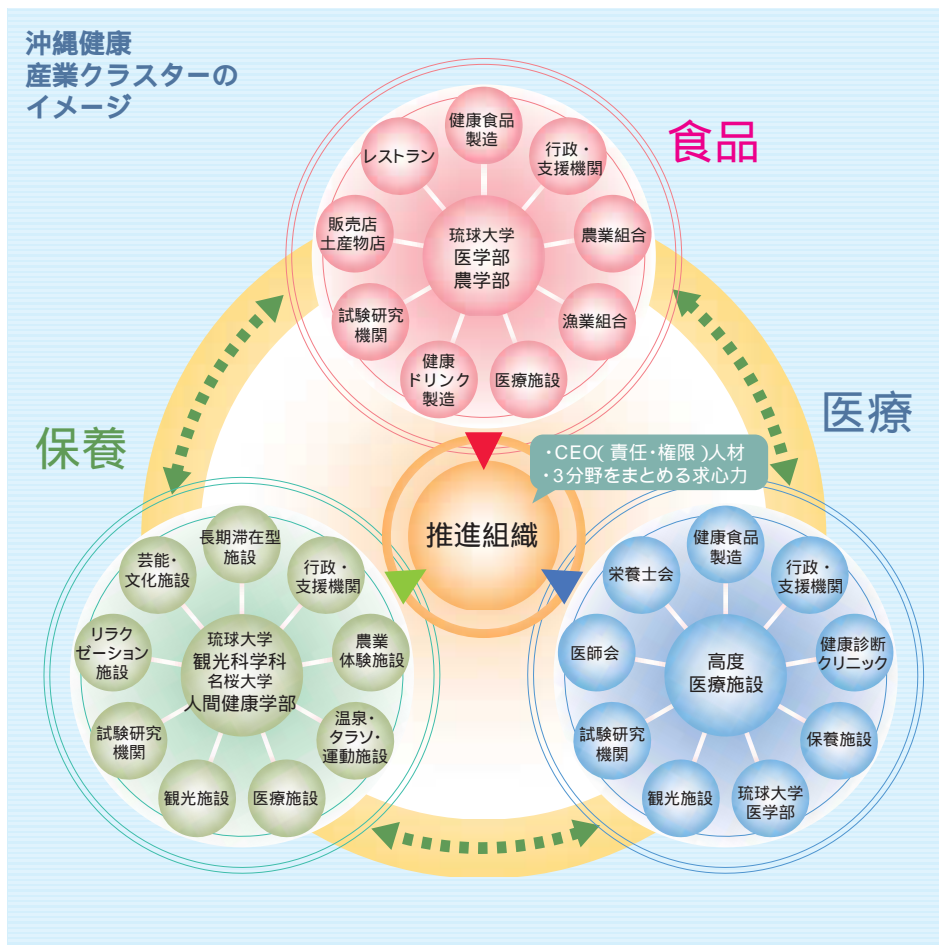 沖縄健康
産業クラスターの
イメージ
食品
健康食品
製造
行政・
支援機関
農業組合
漁業組合
医療施設
健康
ドリンク
製造
試験研究
機関
販売店
土産物店
レストラン
琉球大学
医学部
農学部
保養
医療
・CEO(責任・権限)人材
・3分野をまとめる求心力
推進組織
長期滞在型
施設
行政・
支援機関
農業
体験施設
温泉・
タラソ・
運動施設
医療施設
観光施設
試験研究
機関
リラク
ゼーション
施設
芸能・
文化施設
琉球大学
観光科学科
名桜大学
人間健康学部
健康食品
製造
行政・
支援機関
健康診断
クリニック
保養施設
琉球大学
医学部
観光施設
試験研究
機関
医師会
栄養士会
高度
医療施設